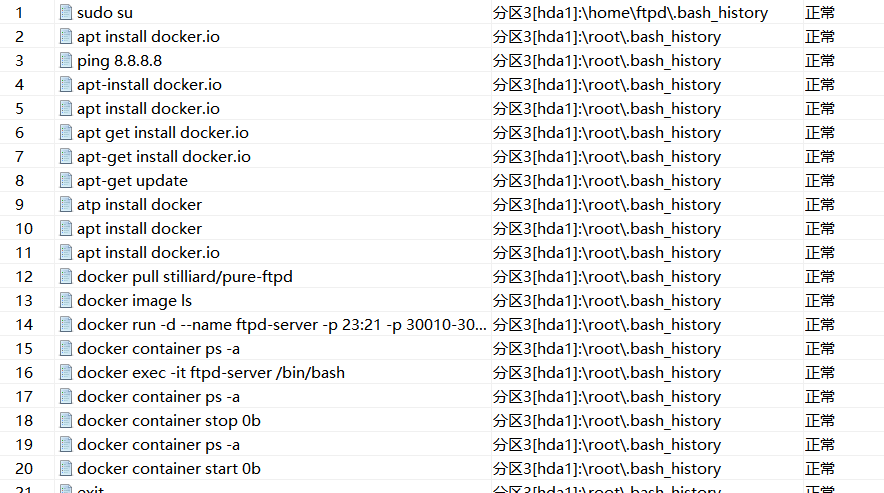 1 sudo su 分区3[hda1]:\home\ftpd\.bash_history 正常
2 apt install docker.io 分区3[hda1]:\root\.bash_history 正常
3 ping 8.8.8.8 分区3[hda1]:\root\.bash_history 正常
4 apt-install docker.io 分区3[hda1]:\root\.bash_history 正常
5 apt install docker.io 分区3[hda1]:\root\.bash_history 正常
6 apt get install docker.io 分区3[hda1]:\root\.bash_history 正常
7 apt-get install docker.io 分区3[hda1]:\root\.bash_history 正常
8 apt-get update 分区3[hda1]:\root\.bash_history 正常
9 atp install docker 分区3[hda1]:\root\.bash_history 正常
10 apt install docker 分区3[hda1]:\root\.bash_history 正常
11 apt install docker.io 分区3[hda1]:\root\.bash_history 正常
12 docker pull stilliard/pure-ftpd 分区3[hda1]:\root\.bash_history 正常
13 docker image ls 分区3[hda1]:\root\.bash_history 正常
14 docker run -d --name ftpd-server -p 23:21 -p 30010-30... 分区3[hda1]:\root\.bash_history 正常
15 docker container ps -a 分区3[hda1]:\root\.bash_history 正常
16 docker exec -it ftpd-server /bin/bash 分区3[hda1]:\root\.bash_history 正常
17 docker container ps -a 分区3[hda1]:\root\.bash_history 正常
18 docker container stop 0b 分区3[hda1]:\root\.bash_history 正常
19 docker container ps -a 分区3[hda1]:\root\.bash_history 正常
20 docker container start 0b 分区3[hda1]:\root\.bash_history 正常
21 exit 分区3[hda1]:\root\.bash_history 正常